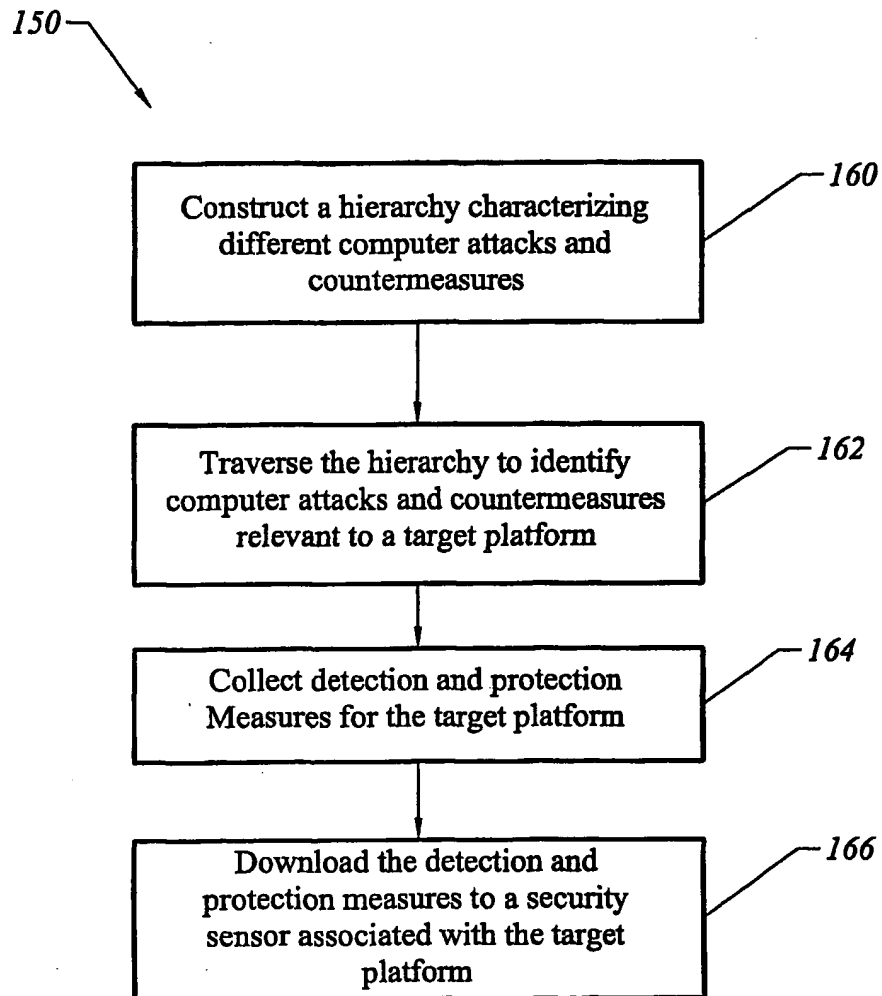 150
Construct a hierarchy characterizing
different computer attacks and
countermeasures
160
Traverse the hierarchy to identify
computer attacks and countermeasures
relevant to a target platform
162
Collect detection and protection
Measures for the target platform
164
Download the detection and
protection measures to a security
sensor associated with the target
platform
166